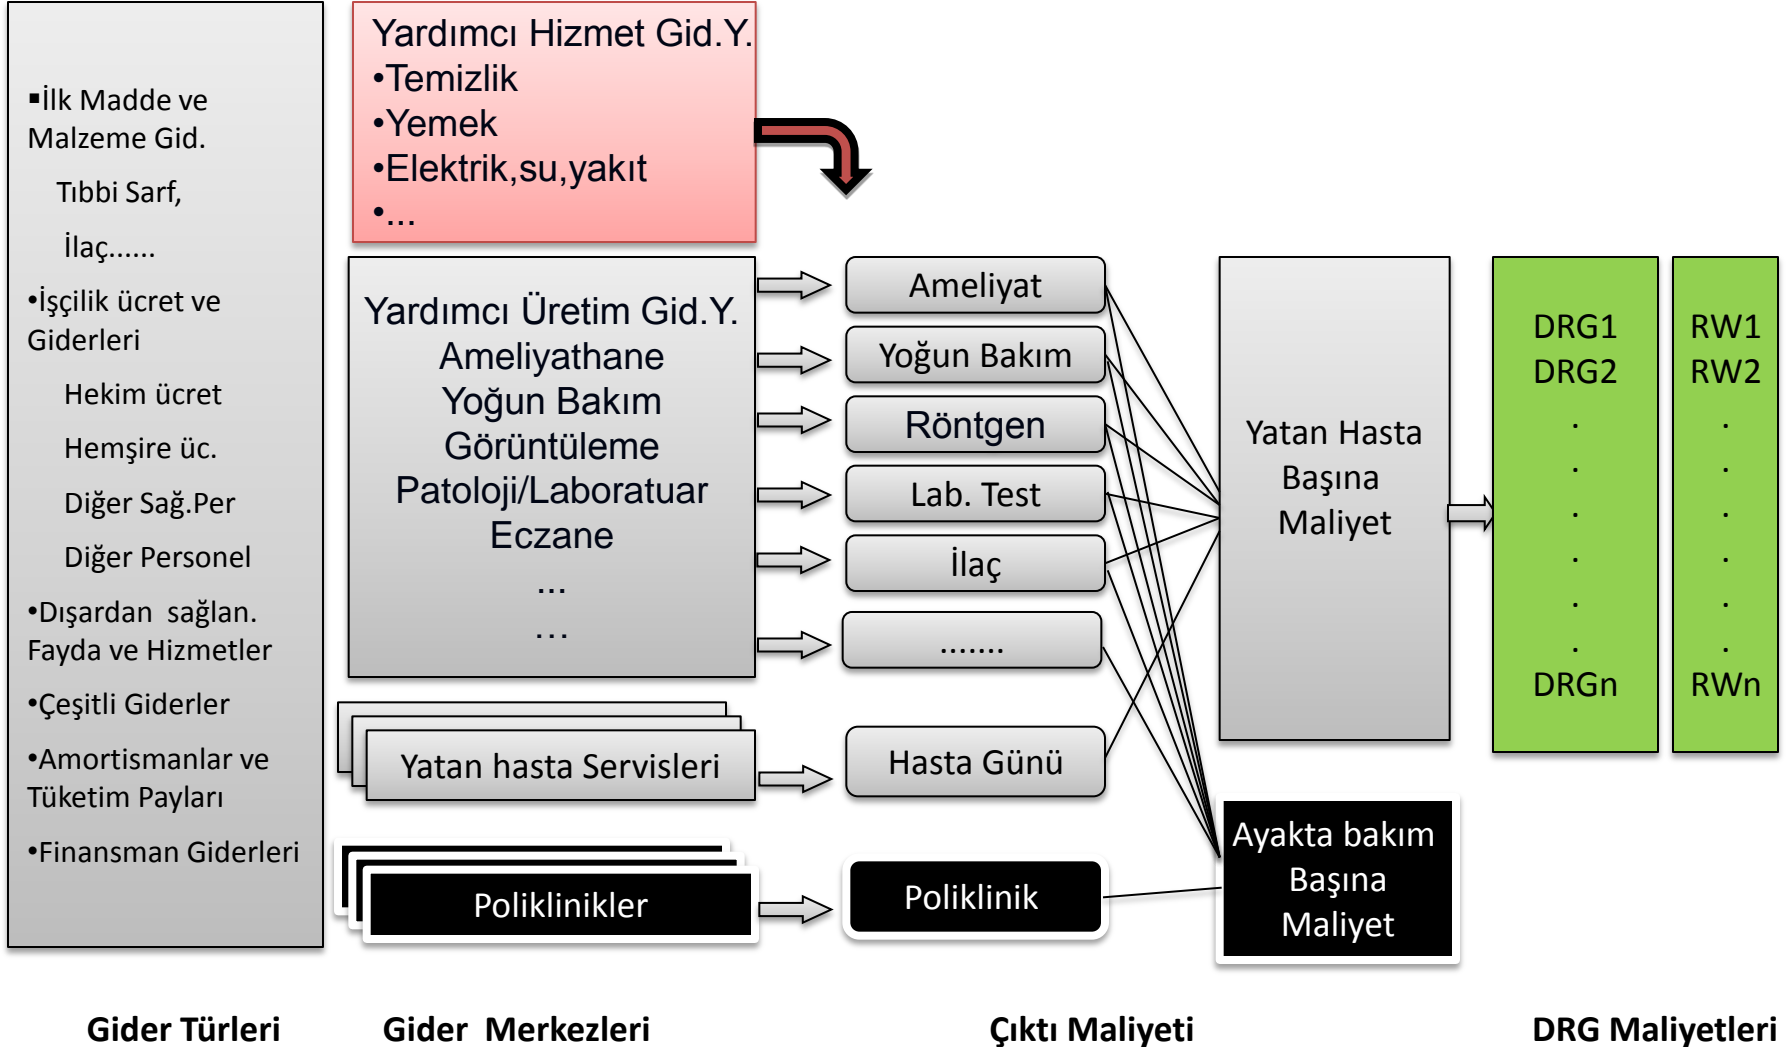 ▪İlk Madde ve
Malzeme Gid.
Tıbbi Sarf,
İlaç......
•İşçilik ücret ve
Giderleri
Hekim ücret
Hemşire üc.
Diğer Sağ.Per
Diğer Personel
•Dışardan sağlan.
Fayda ve Hizmetler
•Çeşitli Giderler
•Amortismanlar ve
Tüketim Payları
•Finansman Giderleri
Yardımcı Hizmet Gid.Y.
•Temizlik
•Yemek
•Elektrik,su,yakıt
•...
Yardımcı Üretim Gid.Y.
Ameliyathane
Yoğun Bakım
Görüntüleme
Patoloji/Laboratuar
Eczane
...
...
Yatan hasta Servisleri
Poliklinikler
Ameliyat
Yoğun Bakım
Röntgen
Lab. Test
İlaç
.......
Hasta Günü
Poliklinik
Yatan Hasta
Başına
Maliyet
Ayakta bakım
Başına
Maliyet
DRG1
DRG2
.
.
.
.
.
.
DRGn
RW1
RW2
.
.
.
.
.
.
RWn
Gider Türleri
Gider Merkezleri
Çıktı Maliyeti
DRG Maliyetleri